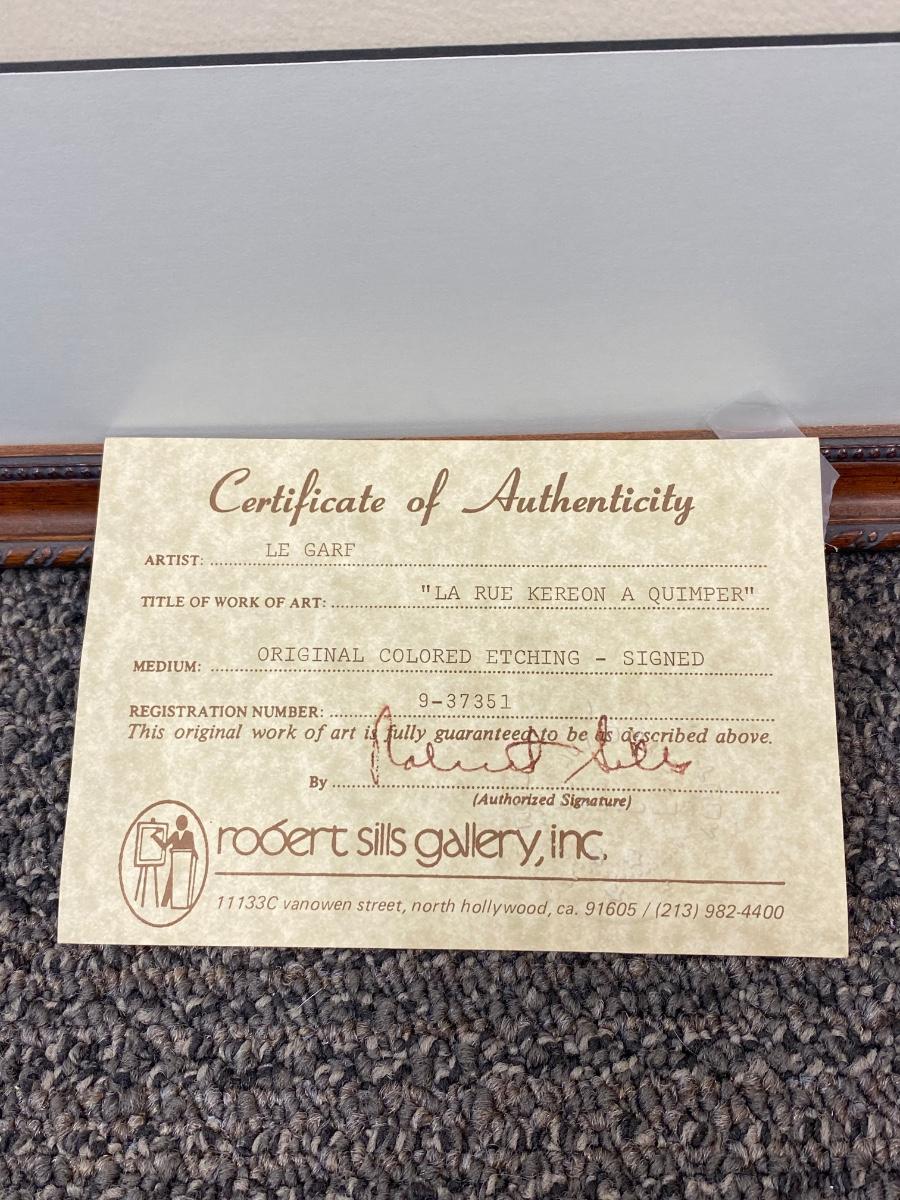 Certificate of Authenticity
ARTIST: LE GARF
TITLE OF WORK OF ART: "LA RUE KEREON A QUIMPER"
MEDIUM: ORIGINAL COLORED ETCHING - SIGNED
REGISTRATION NUMBER: 9-37351
This original work of art is fully guaranteed to be as described above.
By Robert Sills
(Authorized Signature)
robert sills gallery, inc.
11133C vanowen street, north hollywood, ca. 91605 / (213) 982-4400